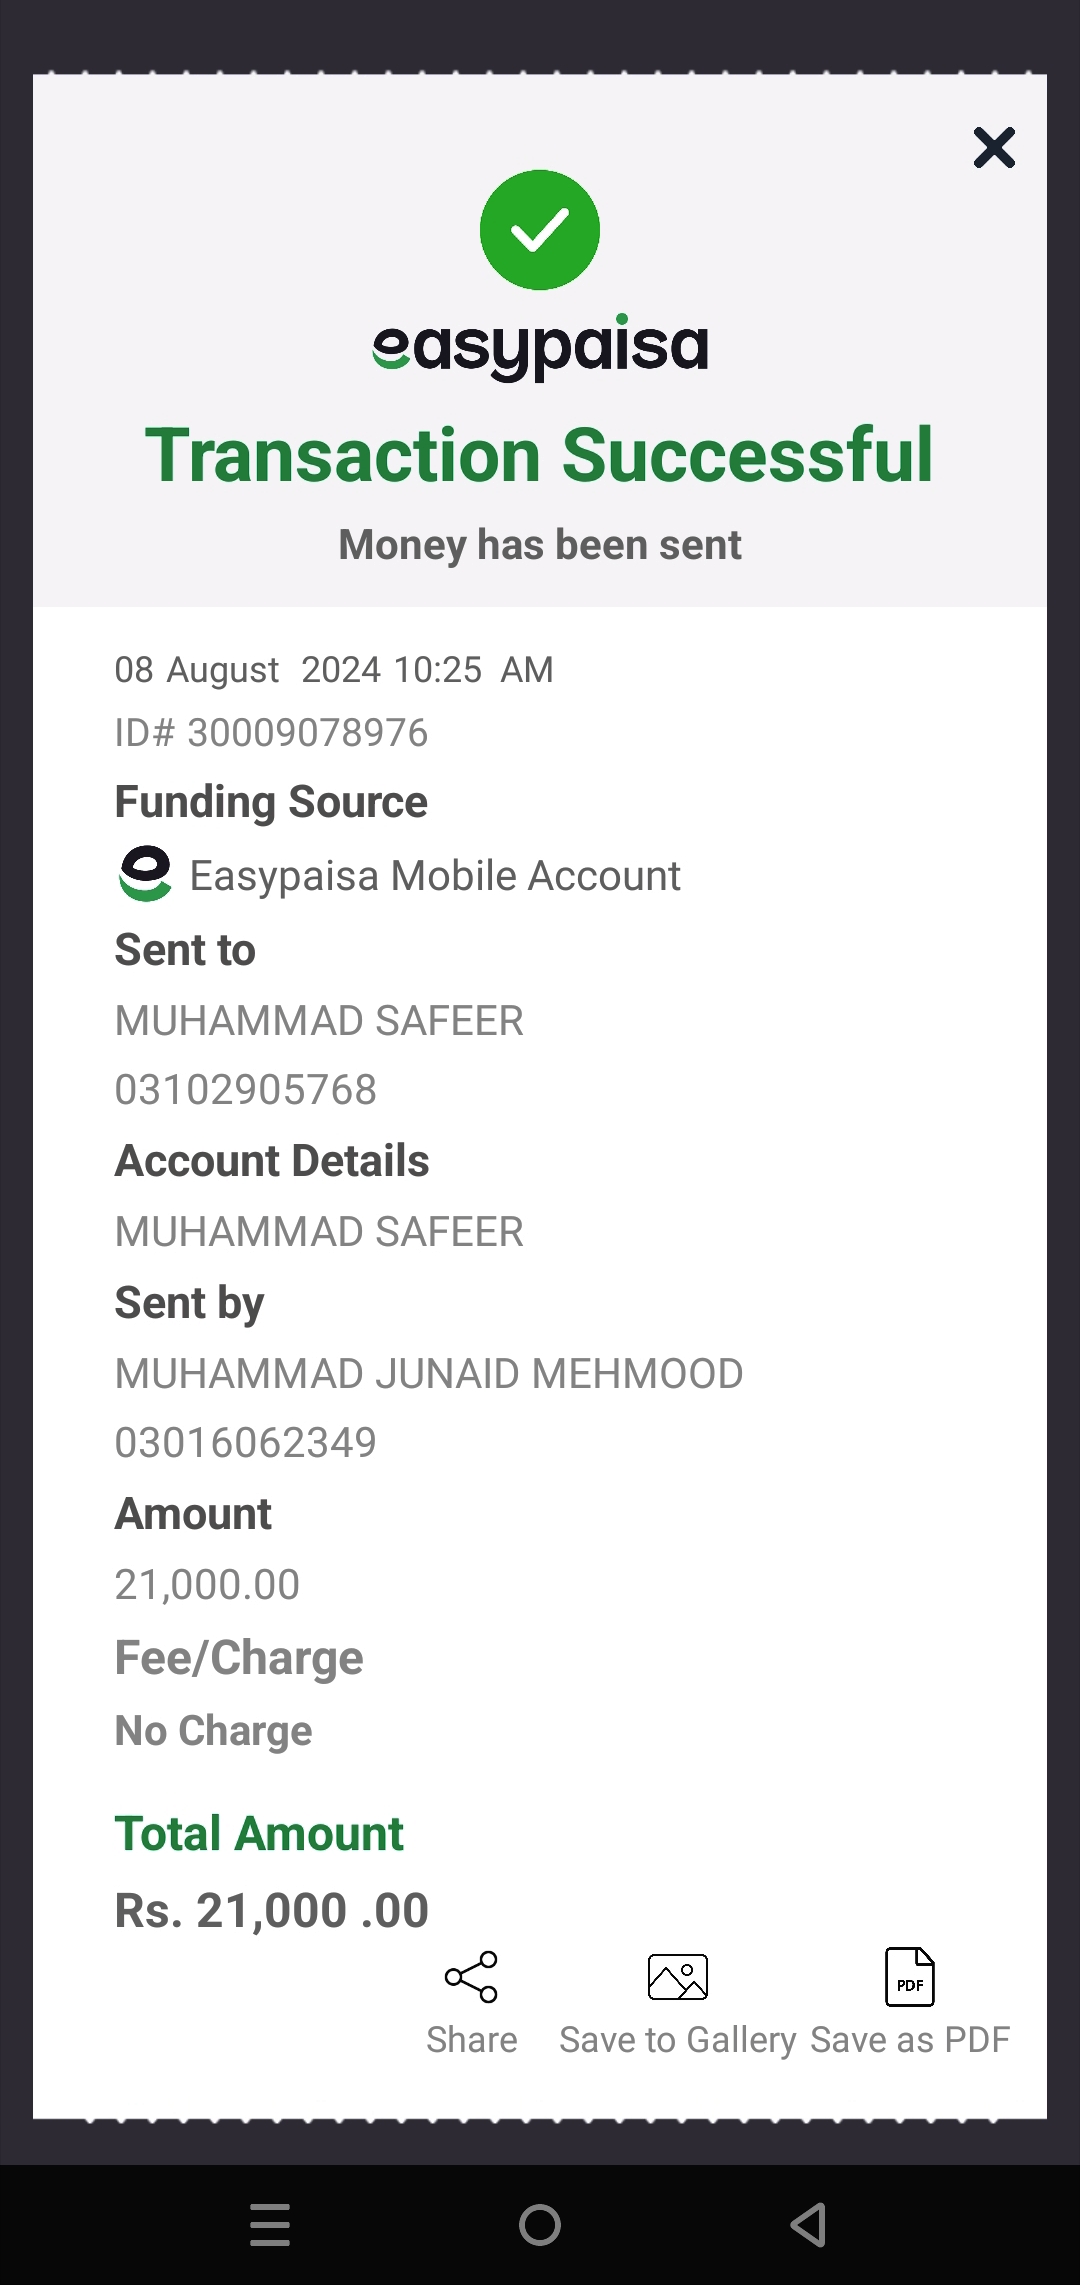 easypaisa
Transaction Successful
Money has been sent
08 August 2024 10:25 AM
ID# 30009078976
Funding Source
Easypaisa Mobile Account
Sent to
MUHAMMAD SAFEER
03102905768
Account Details
MUHAMMAD SAFEER
Sent by
MUHAMMAD JUNAID MEHMOOD
03016062349
Amount
21,000.00
Fee/Charge
No Charge
Total Amount
Rs. 21,000 .00
PDF
Share Save to Gallery Save as PDF